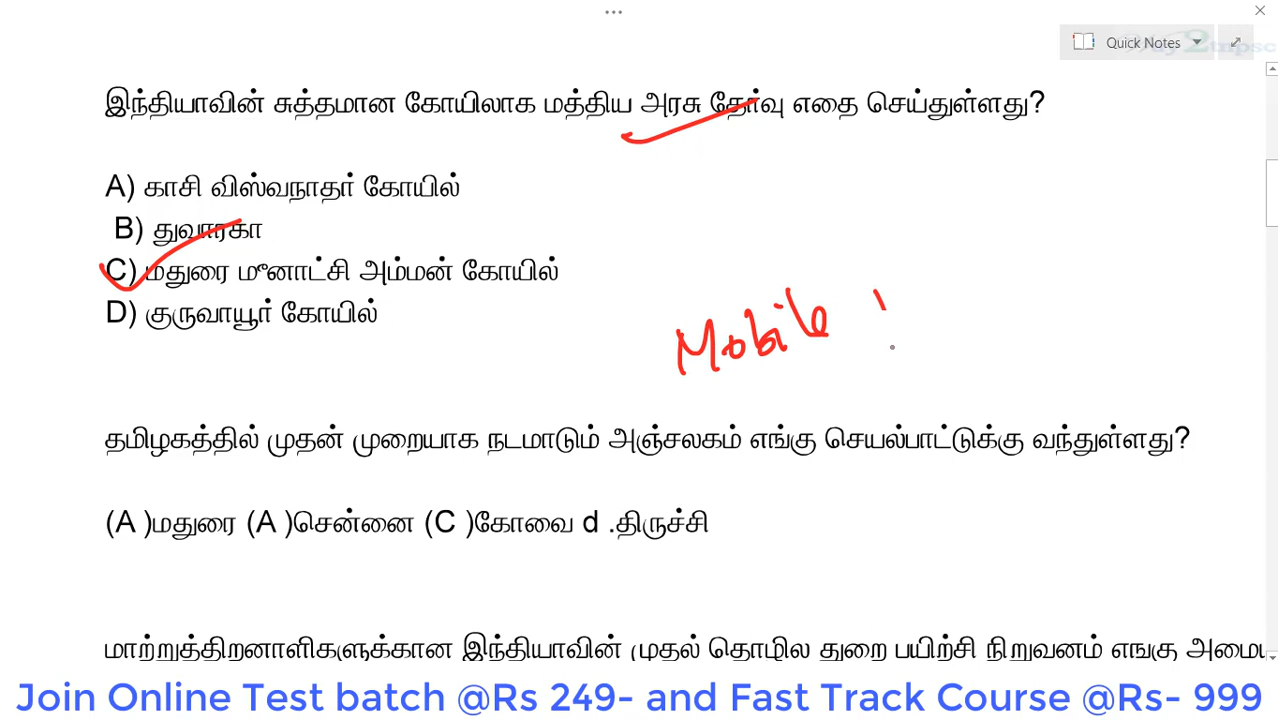 Quick Notes
இந்தியாவின் சுத்தமான கோயிலாக மத்திய அரசு தேர்வு எதை செய்துள்ளது?
A) காசி விஸ்வநாதர் கோயில்
B) துவாரகா
C) மதுரை மீனாட்சி அம்மன் கோயில்
D) குருவாயூர் கோயில்
Mobile
தமிழகத்தில் முதன் முறையாக நடமாடும் அஞ்சலகம் எங்கு செயல்பாட்டுக்கு வந்துள்ளது?
(A )மதுரை (A )சென்னை (C )கோவை d .திருச்சி
மாற்றுத்திறனாளிகளுக்கான இந்தியாவின் முதல் தொழில துறை பயிற்சி நிறுவனம் எங்கு
Join Online Test batch @Rs 249- and Fast Track Course @Rs- 999